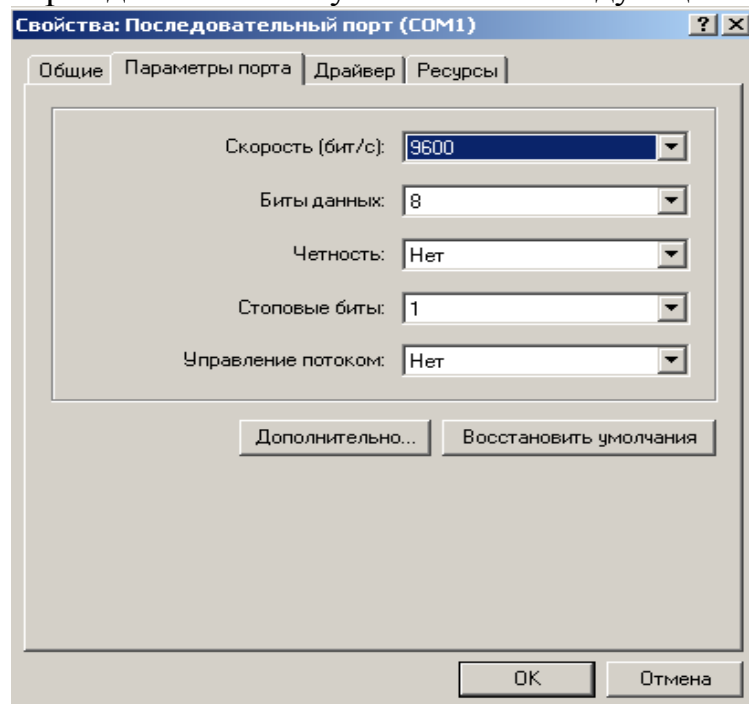 Свойства: Последовательный порт (COM1)
Общие Параметры порта Драйвер Ресурсы
Скорость (бит/с): 9600
Биты данных: 8
Четность: Нет
Стоповые биты: 1
Управление потоком: Нет
Дополнительно... Восстановить умолчания
OK Отмена